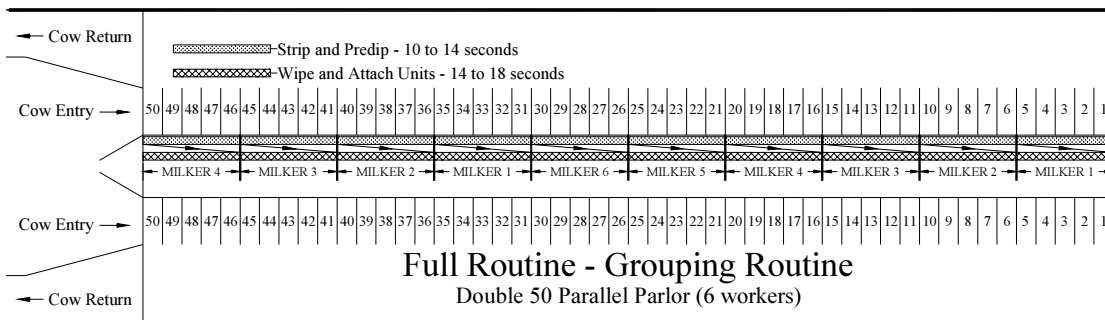 Cow Return
Strip and Predip - 10 to 14 seconds
Wipe and Attach Units - 14 to 18 seconds
Cow Entry 50 49 48 47 46 45 44 43 42 41 40 39 38 37 36 35 34 33 32 31 30 29 28 27 26 25 24 23 22 21 20 19 18 17 16 15 14 13 12 11 10 9 8 7 6 5 4 3 2 1
MILKER 4 MILKER 3 MILKER 2 MILKER 1 MILKER 6 MILKER 5 MILKER 4 MILKER 3 MILKER 2 MILKER 1
Cow Entry 50 49 48 47 46 45 44 43 42 41 40 39 38 37 36 35 34 33 32 31 30 29 28 27 26 25 24 23 22 21 20 19 18 17 16 15 14 13 12 11 10 9 8 7 6 5 4 3 2 1
Full Routine - Grouping Routine
Cow Return
Double 50 Parallel Parlor (6 workers)